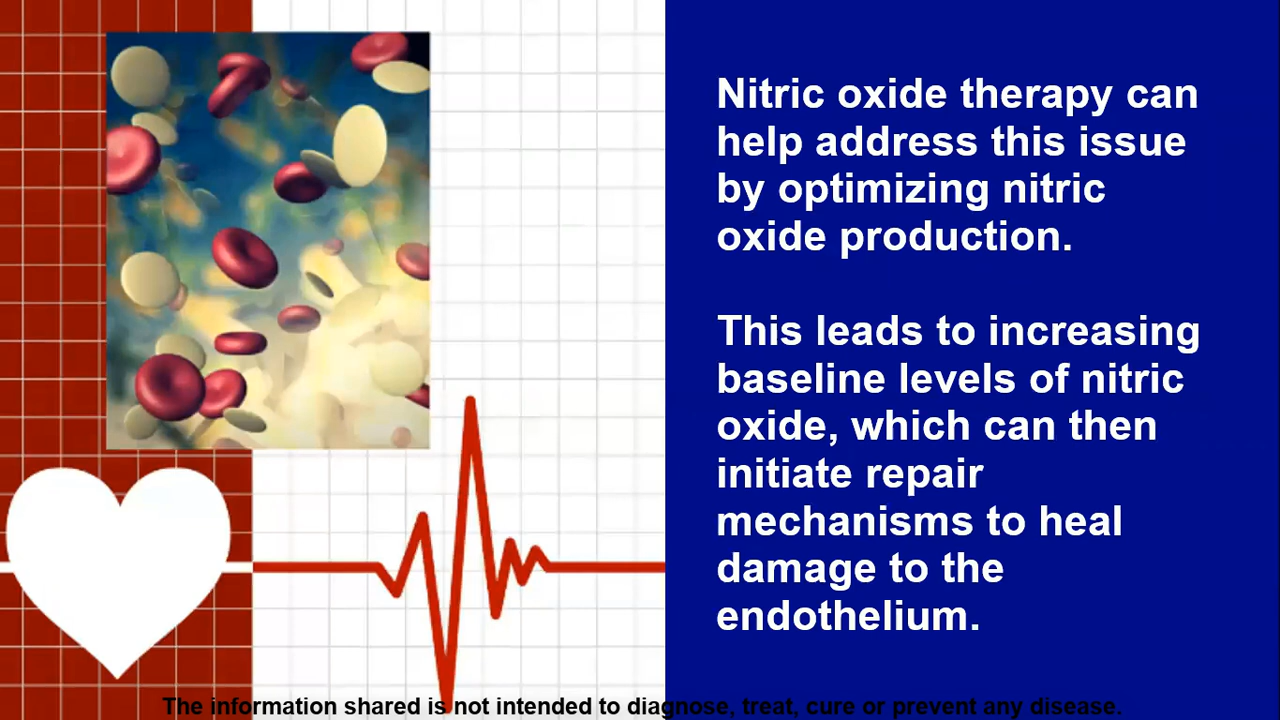 Nitric oxide therapy can
help address this issue
by optimizing nitric
oxide production.
This leads to increasing
baseline levels of nitric
oxide, which can then
initiate repair
mechanisms to heal
damage to the
endothelium.
The information shared is not intended to diagnose, treat, cure or prevent any disease.